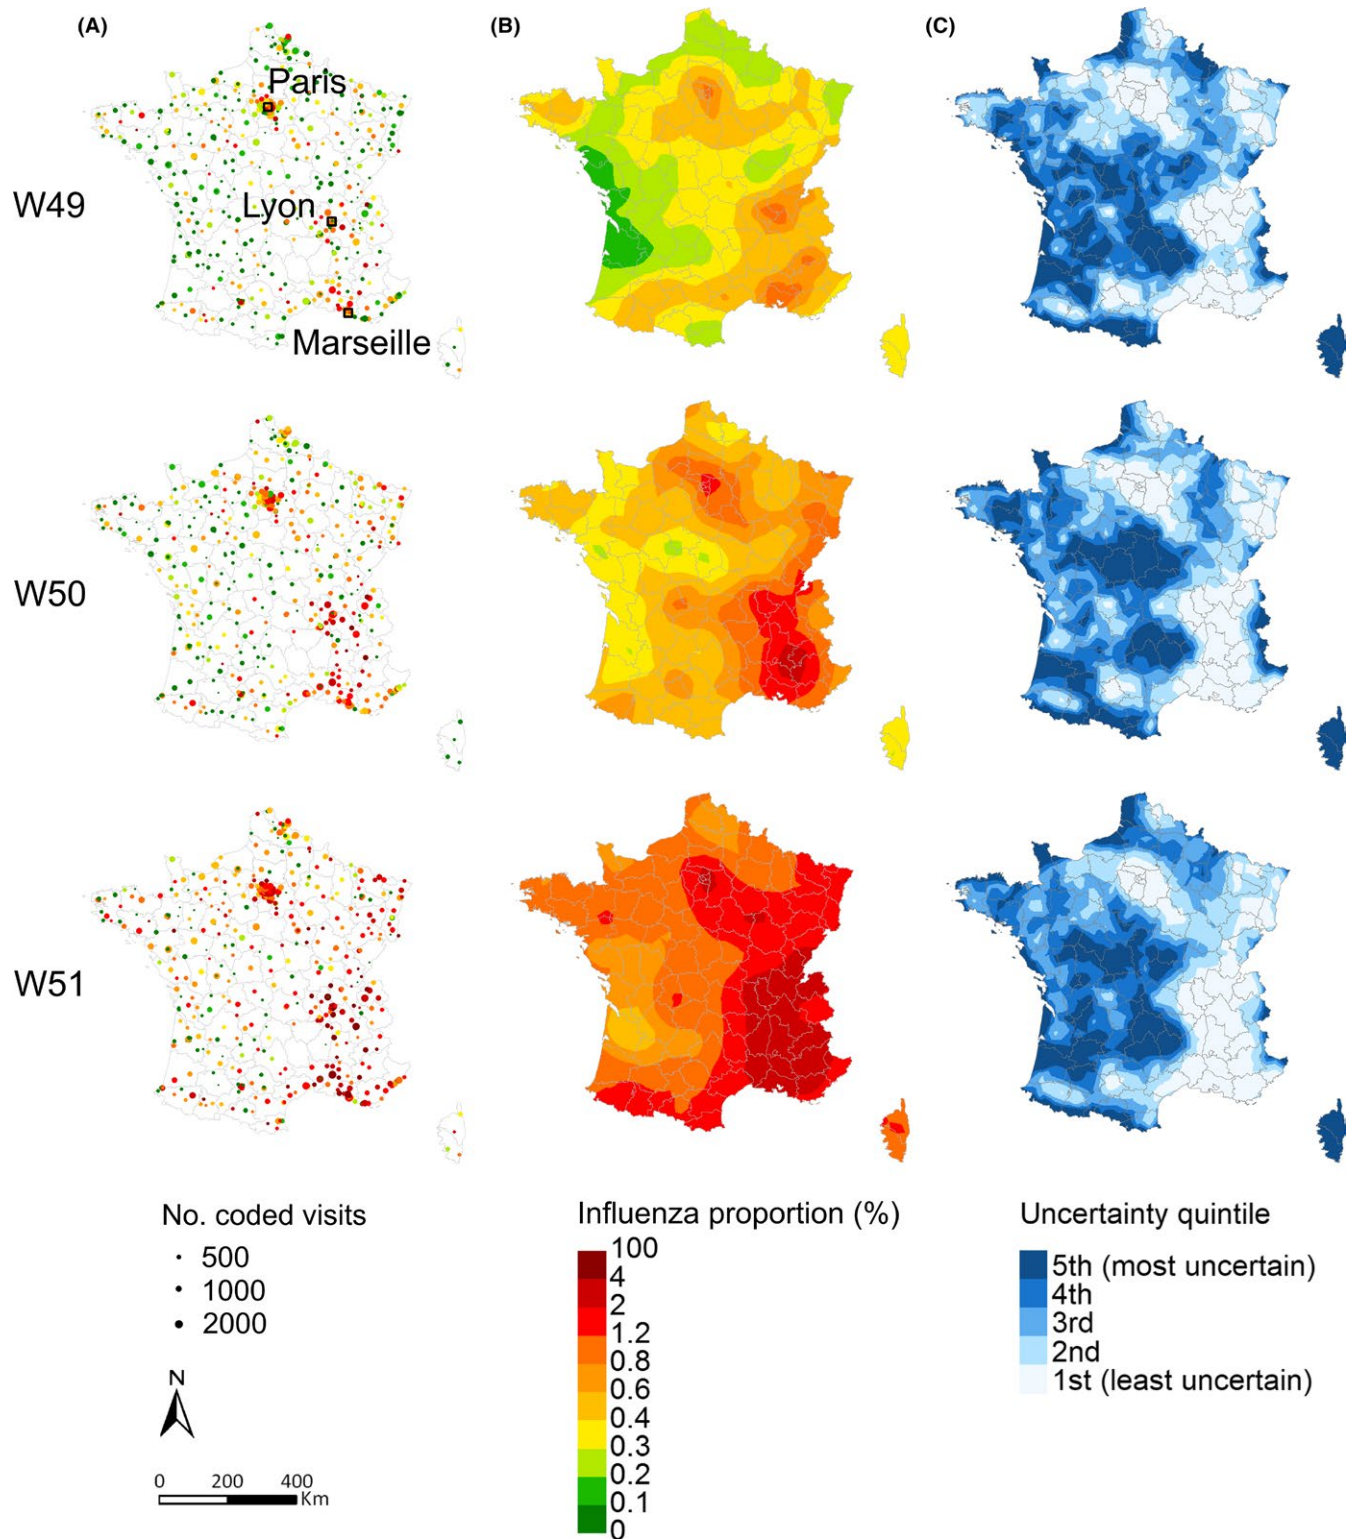 (A)
(B)
(C)
Paris
W49
Lyon
Marseille
W50
W51
No. coded visits
500
1000
2000
N
0 200 400
Km
Influenza proportion (%)
100
4
2
1.2
0.8
0.6
0.4
0.3
0.2
0.1
0
Uncertainty quintile
5th (most uncertain)
4th
3rd
2nd
1st (least uncertain)